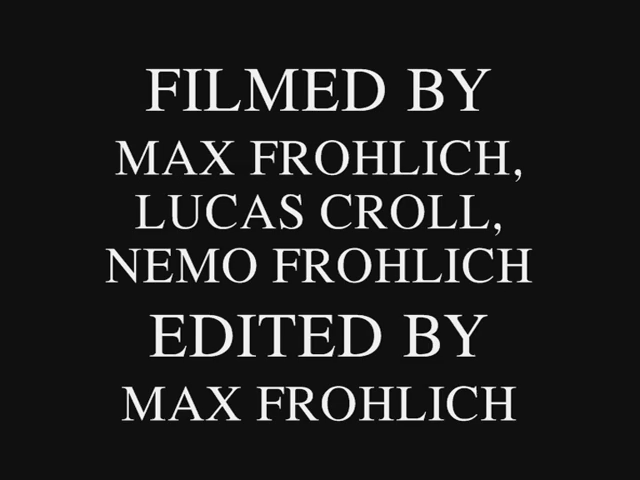 FILMED BY
MAX FROHLICH,
LUCAS CROLL,
NEMO FROHLICH
EDITED BY
MAX FROHLICH